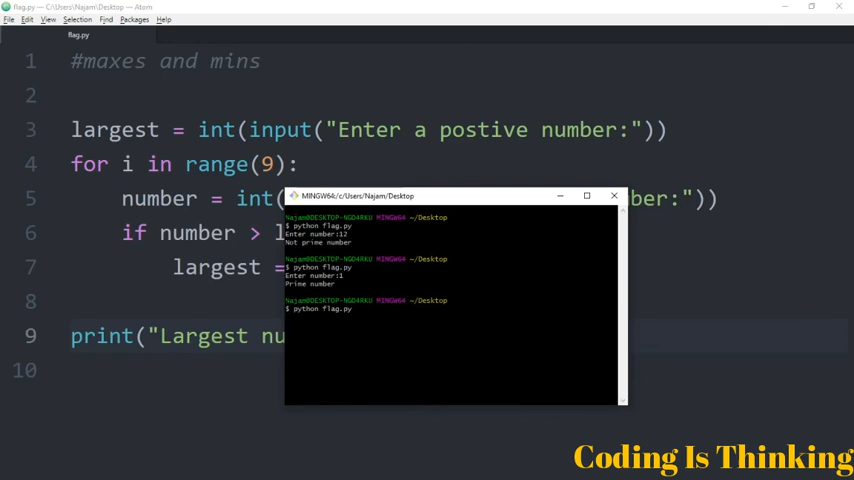 flag.py — C:\Users\Najam\Desktop — Atom
File Edit View Selection Find Packages Help
flag.py
1 #maxes and mins
2
3 largest = int(input("Enter a postive number:"))
4 for i in range(9):
5 number = int( ber:"))
6 if number > l
7 largest =
8
9 print("Largest nu
10
MINGW64:/c/Users/Najam/Desktop
Najam@DESKTOP-NGD4RKU MINGW64 ~/Desktop
$ python flag.py
Enter number:12
Not prime number
Najam@DESKTOP-NGD4RKU MINGW64 ~/Desktop
$ python flag.py
Enter number:1
Prime number
Najam@DESKTOP-NGD4RKU MINGW64 ~/Desktop
$ python flag.py
Coding Is Thinking